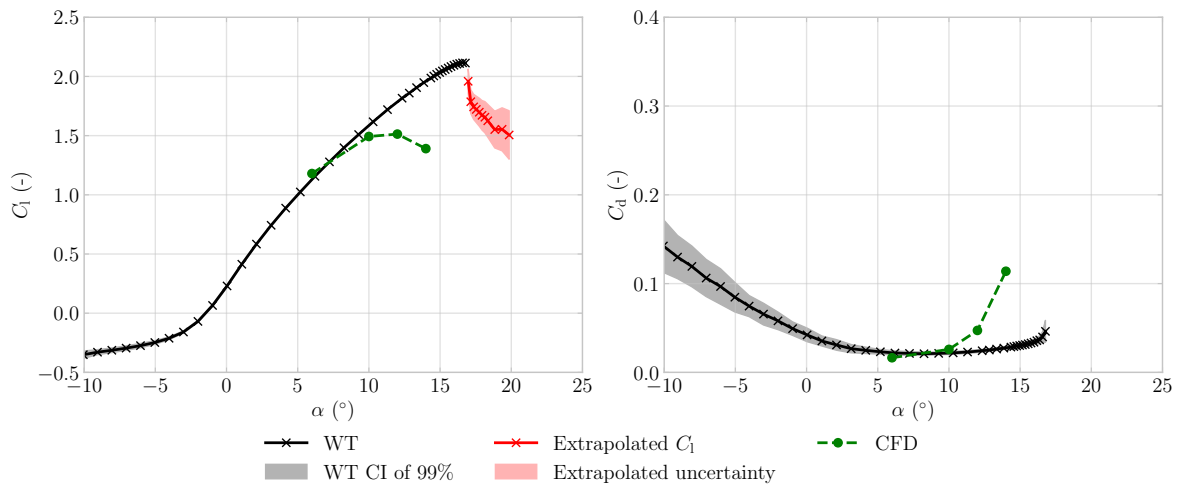 2.5
2.0
1.5
1.0
0.5
0.0
−0.5
C_l (-)
−10 −5 0 5 10 15 20 25
α (°)
0.4
0.3
0.2
0.1
0.0
C_d (-)
−10 −5 0 5 10 15 20 25
α (°)
WT Extrapolated C_l CFD
WT CI of 99% Extrapolated uncertainty